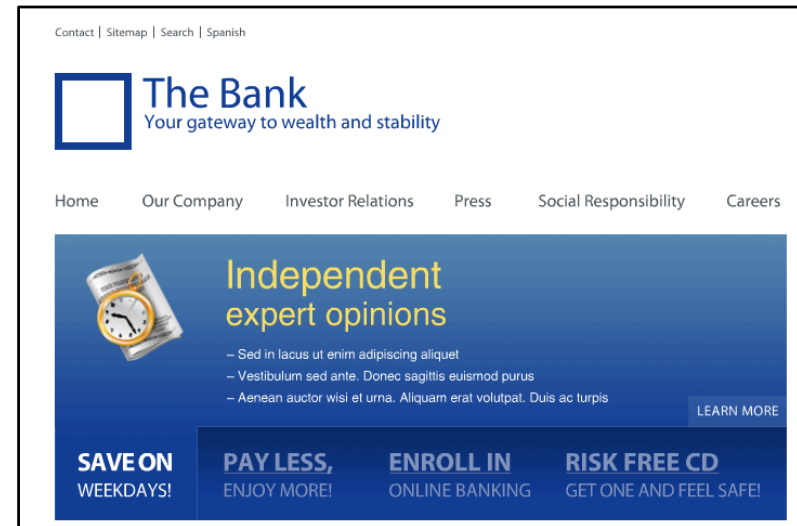 Contact | Sitemap | Search | Spanish
The Bank
Your gateway to wealth and stability
Home Our Company Investor Relations Press Social Responsibility Careers
Independent
expert opinions
– Sed in lacus ut enim adipiscing aliquet
– Vestibulum sed ante. Donec sagittis euismod purus
– Aenean auctor wisi et urna. Aliquam erat volutpat. Duis ac turpis
LEARN MORE
SAVE ON PAY LESS, ENROLL IN RISK FREE CD
WEEKDAYS! ENJOY MORE! ONLINE BANKING GET ONE AND FEEL SAFE!